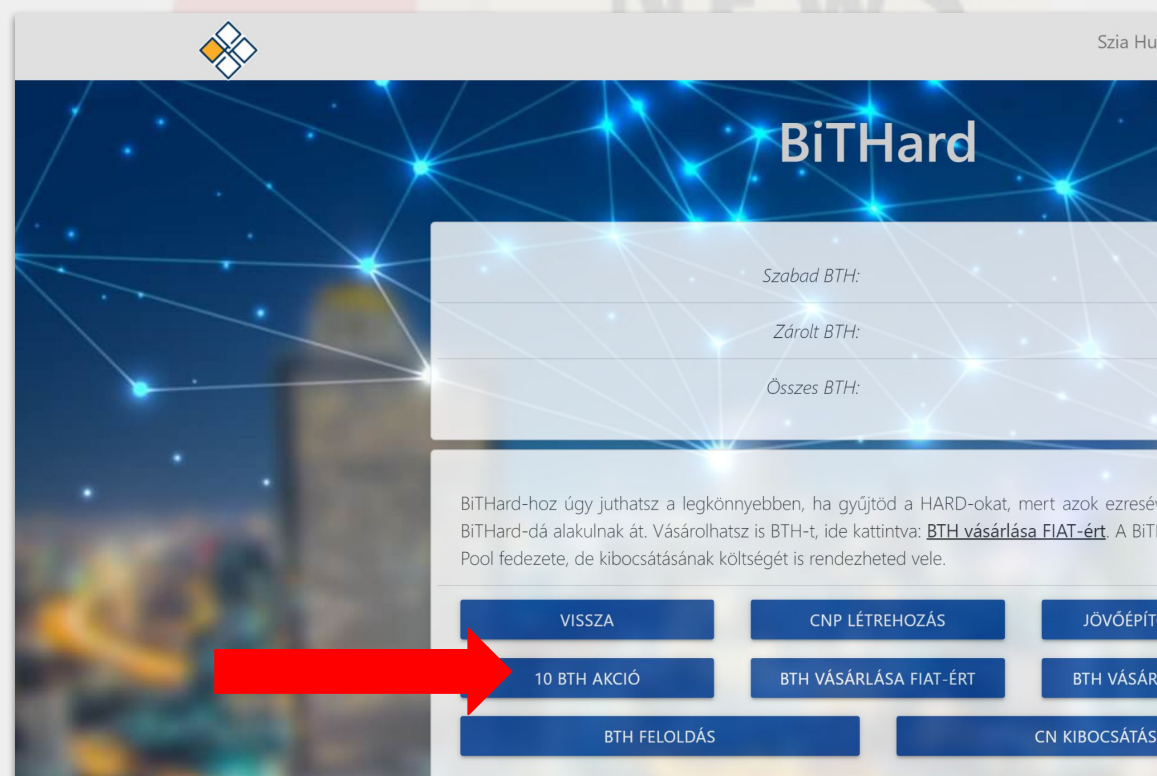 NEWS
Szia Hu
BiTHard
Szabad BTH:
Zárolt BTH:
Összes BTH:
BiTHard-hoz úgy juthatsz a legkönnyebben, ha gyűjtöd a HARD-okat, mert azok ezresév
BiTHard-dá alakulnak át. Vásárolhatsz is BTH-t, ide kattintva: BTH vásárlása FIAT-ért. A BiTH
Pool fedezete, de kibocsátásának költségét is rendezheted vele.
VISSZA CNP LÉTREHOZÁS JÖVŐÉPÍT
10 BTH AKCIÓ BTH VÁSÁRLÁSA FIAT-ÉRT BTH VÁSÁR
BTH FELOLDÁS CN KIBOCSÁTÁS